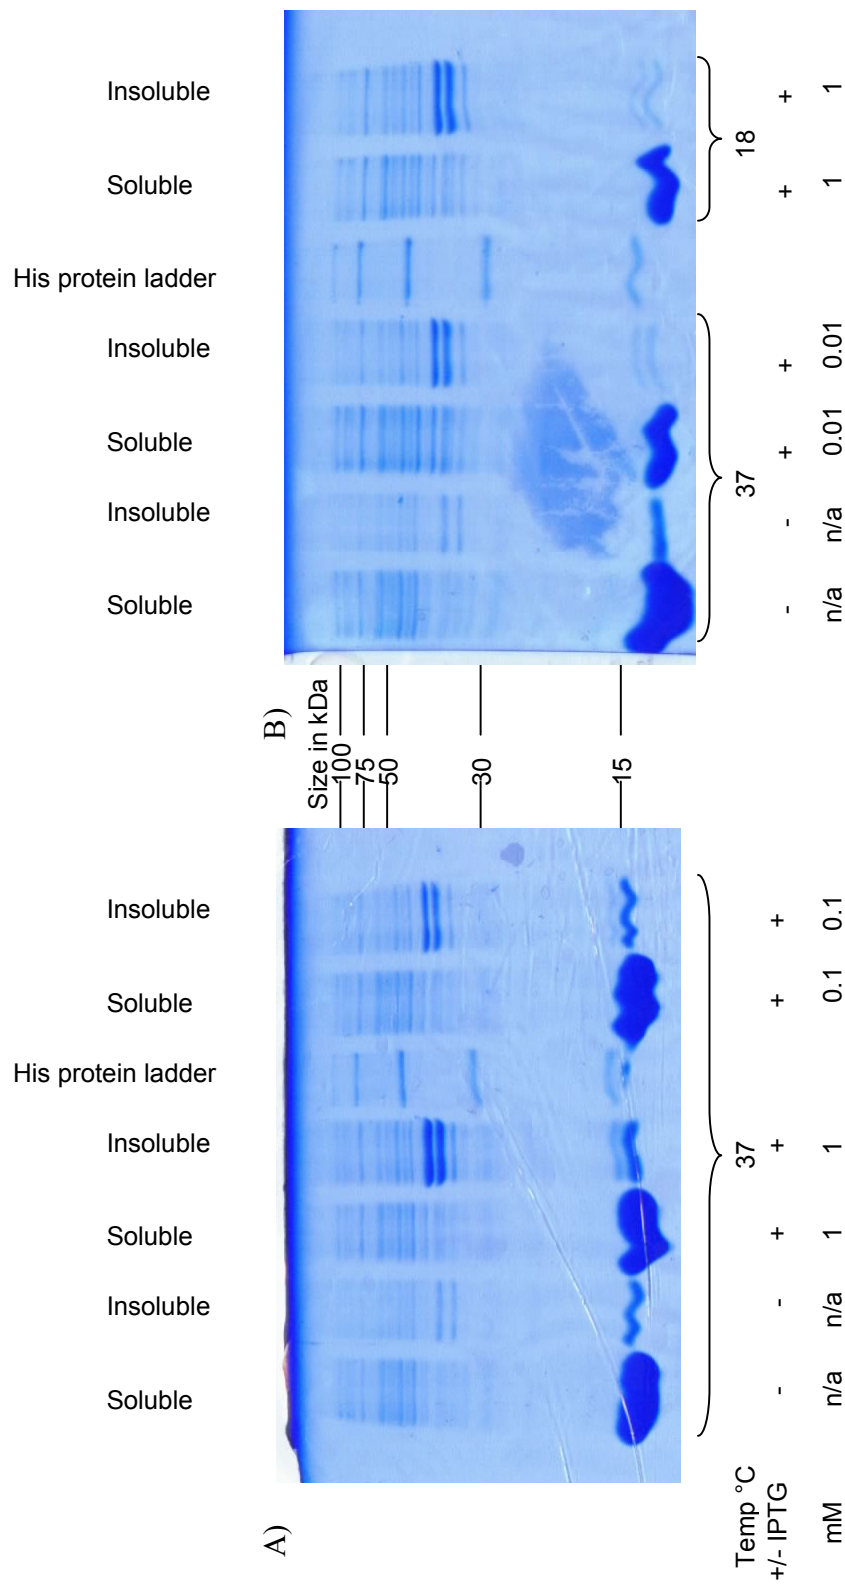 B)
Insoluble
Soluble
His protein ladder
Insoluble
Soluble
Insoluble
Soluble
18
37
+
+
+
+
-
-
1
1
0.01
0.01
n/a
n/a
Size in kDa
100
75
50
30
15
A)
Insoluble
Soluble
His protein ladder
Insoluble
Soluble
Insoluble
Soluble
37
Temp °C
+
+
+
+
-
-
+/- IPTG
0.1
0.1
1
1
n/a
n/a
mM